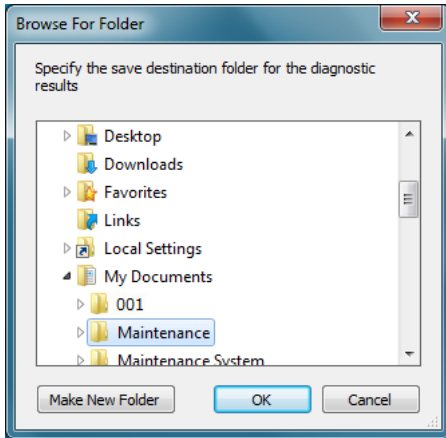 Browse For Folder
Specify the save destination folder for the diagnostic
results
Desktop
Downloads
Favorites
Links
Local Settings
My Documents
001
Maintenance
Maintenance System
Make New Folder
OK
Cancel